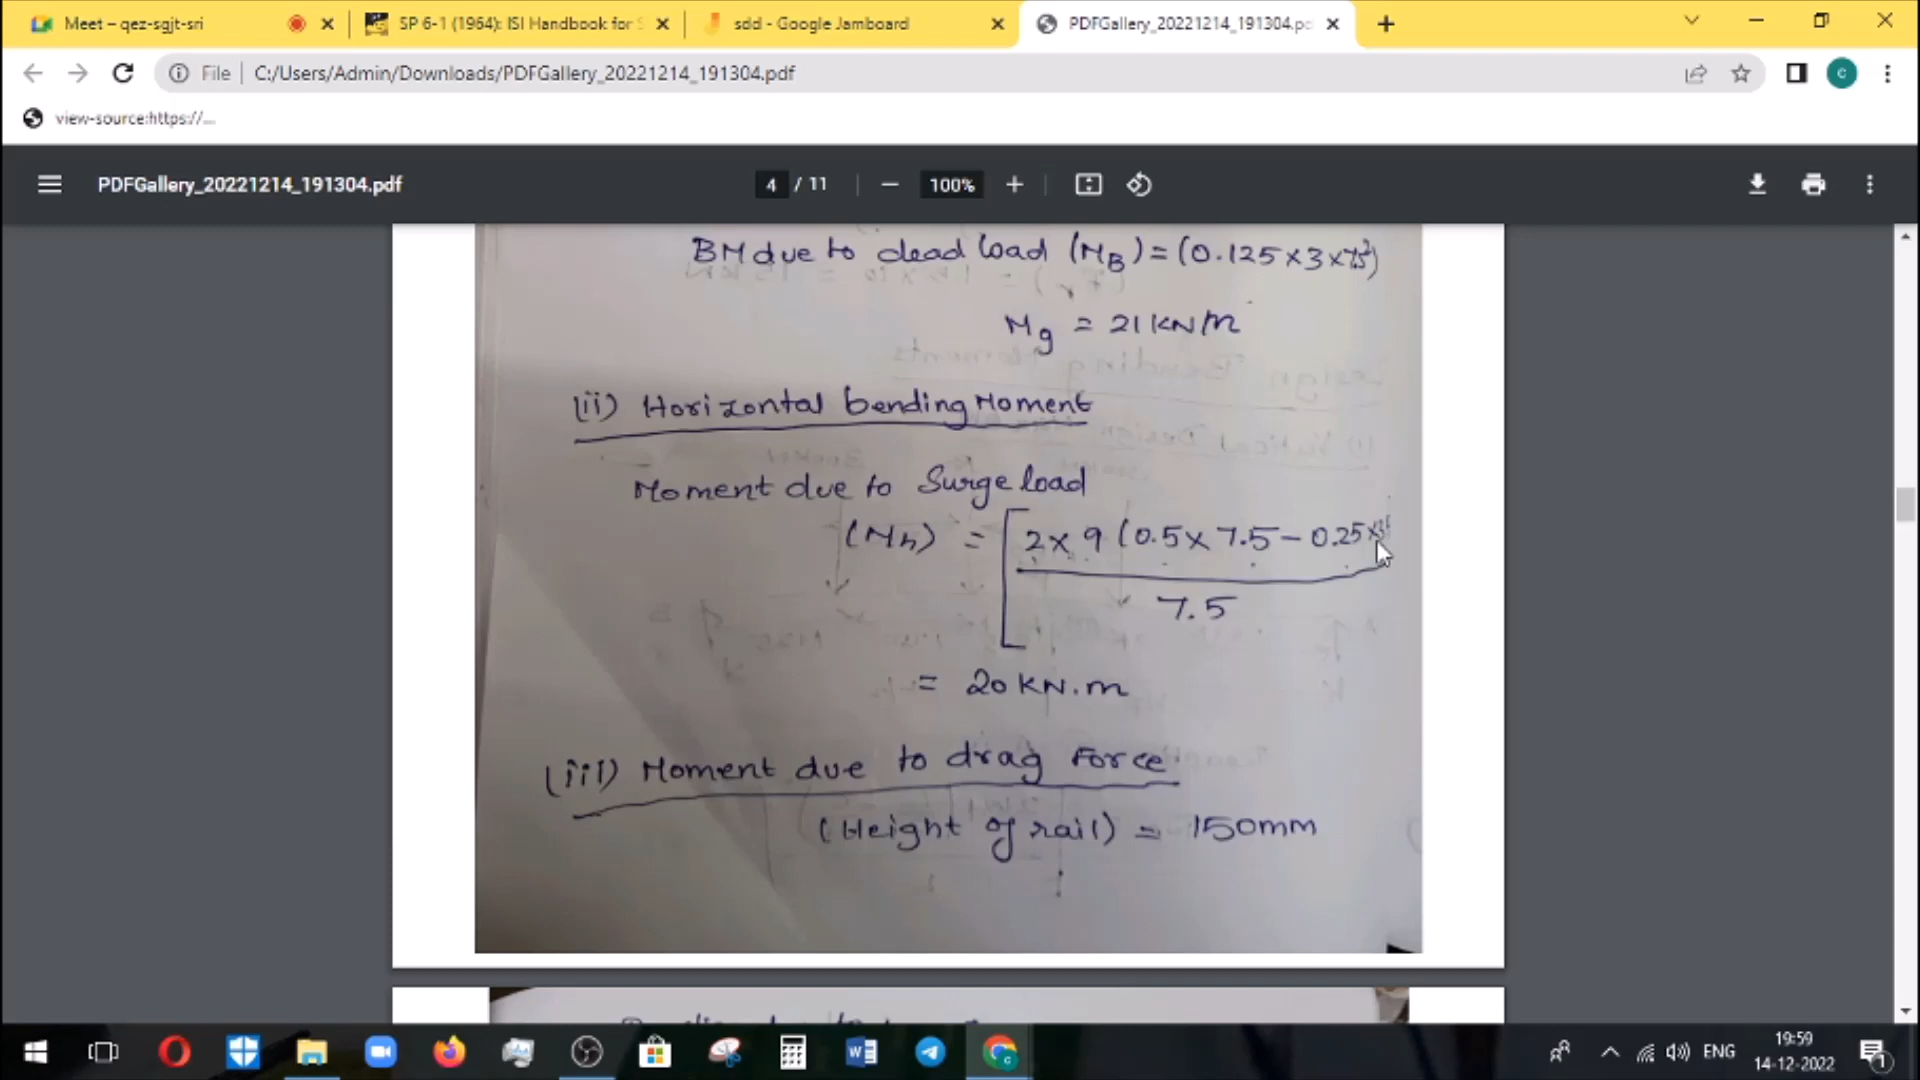 Meet – qez-sgjt-sri
SP 6-1 (1964): ISI Handbook for S
sdd - Google Jamboard
PDFGallery_20221214_191304.pd
File
C:/Users/Admin/Downloads/PDFGallery_20221214_191304.pdf
C
view-source:https://...
PDFGallery_20221214_191304.pdf
4 / 11
100%
BM due to dead load (MB) = (0.125×3×7.5²)
Mg = 21 KNm
(ii) Horizontal bending Moment
Moment due to Surge load
(Mh) = [2 × 9 (0.5 × 7.5 – 0.25 ×
7.5
= 20 KN.m
(iii) Moment due to drag Force
(Height of rail) = 150mm
ENG
19:59
14-12-2022
1